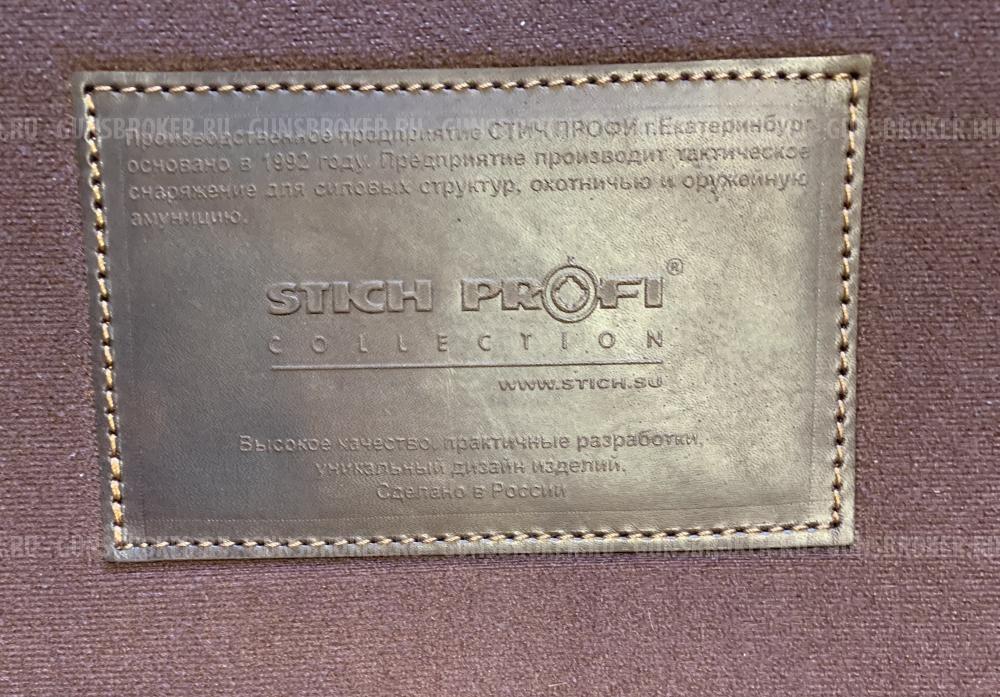 Производственное предприятие СТИЧ ПРОФИ г.Екатеринбург
основано в 1992 году. Предприятие производит тактическое
снаряжение для силовых структур, охотничью и оружейную
амуницию.
STICH PROFI®
COLLECTION
WWW.STICH.SU
Высокое качество, практичные разработки,
уникальный дизайн изделий.
Сделано в России